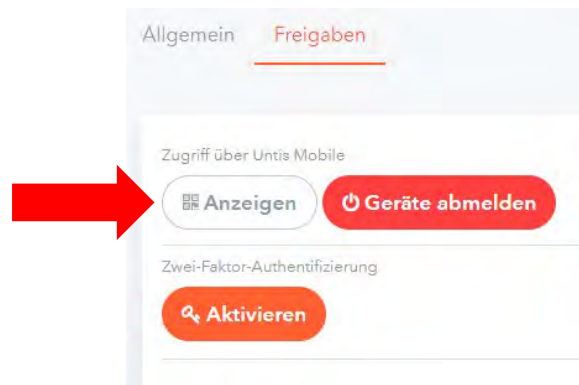 Allgemein Freigaben
Zugriff über Untis Mobile
Anzeigen Geräte abmelden
Zwei-Faktor-Authentifizierung
Aktivieren